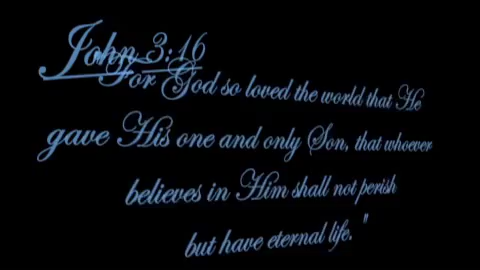 John 3:16
"For God so loved the world that He
gave His one and only Son, that whoever
believes in Him shall not perish
but have eternal life."